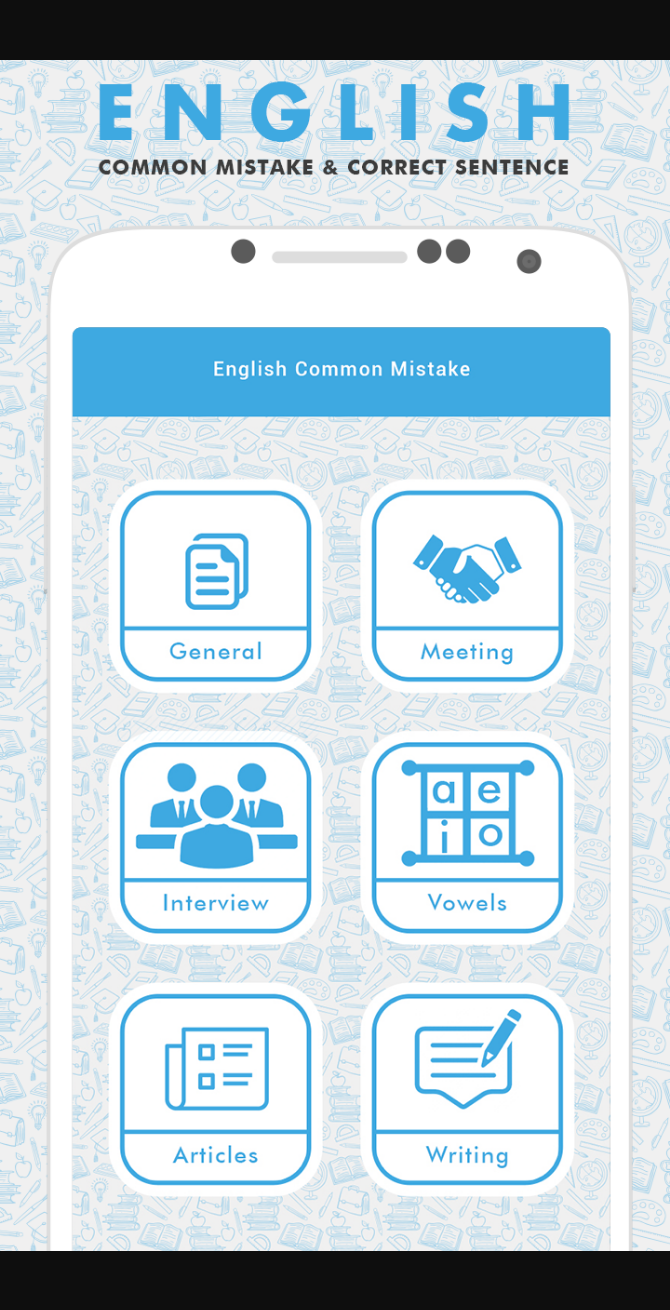 ENGLISH
COMMON MISTAKE & CORRECT SENTENCE
English Common Mistake
General
Meeting
Interview
a e
i o
Vowels
Articles
Writing